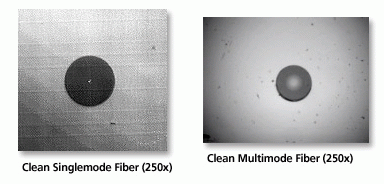 Clean Singlemode Fiber (250x)
Clean Multimode Fiber (250x)